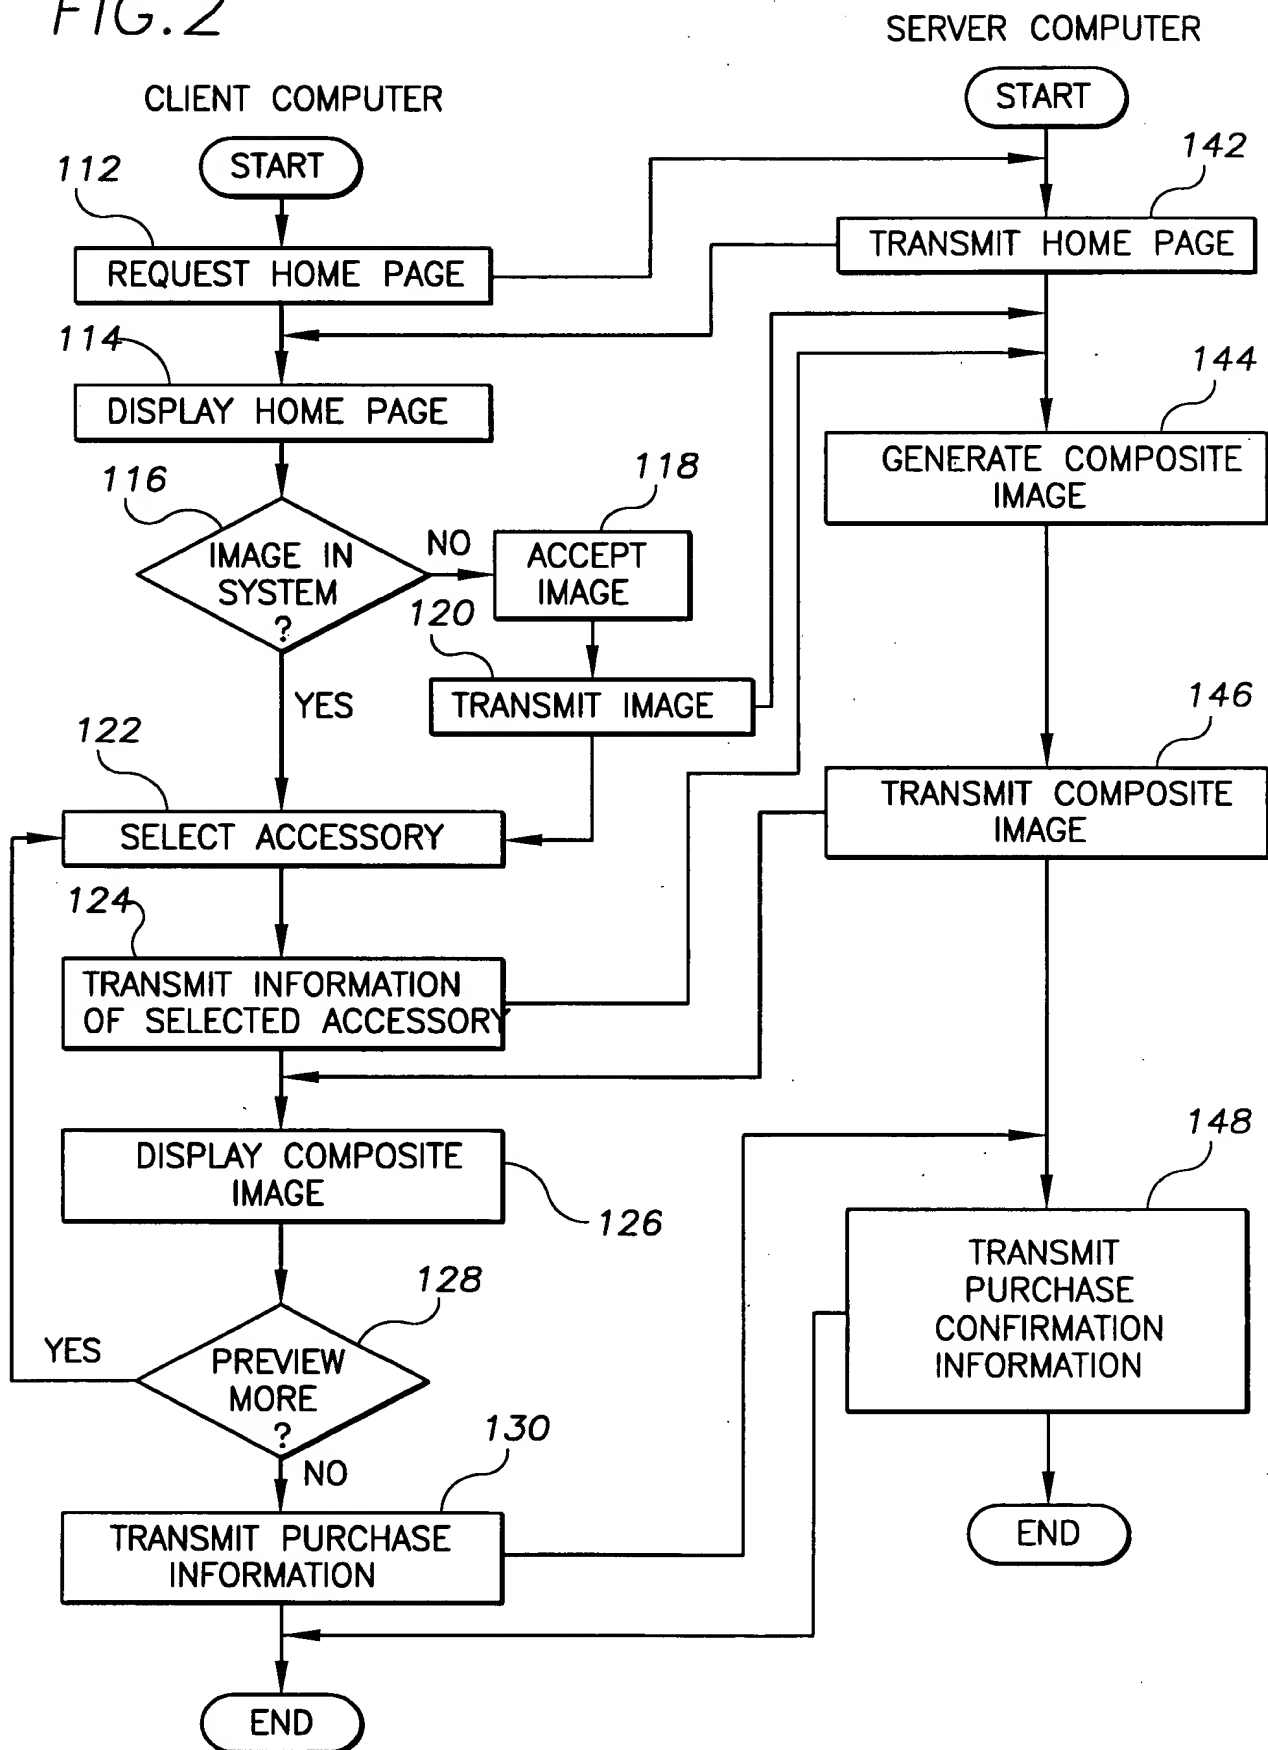 FIG.2
SERVER COMPUTER
CLIENT COMPUTER
START
START
112
142
REQUEST HOME PAGE
TRANSMIT HOME PAGE
114
DISPLAY HOME PAGE
144
GENERATE COMPOSITE
IMAGE
116
IMAGE IN
SYSTEM
?
NO
118
ACCEPT
IMAGE
120
TRANSMIT IMAGE
YES
122
SELECT ACCESSORY
146
TRANSMIT COMPOSITE
IMAGE
124
TRANSMIT INFORMATION
OF SELECTED ACCESSORY
DISPLAY COMPOSITE
IMAGE
126
148
TRANSMIT
PURCHASE
CONFIRMATION
INFORMATION
128
YES
PREVIEW
MORE
?
NO
130
TRANSMIT PURCHASE
INFORMATION
END
END